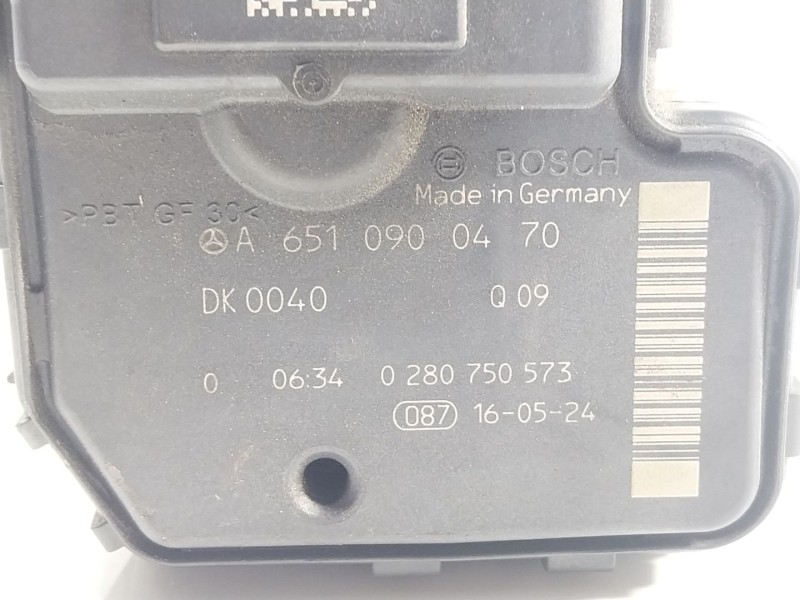 BOSCH
Made in Germany
>PBT GF 30<
A 651 090 04 70
DK 0040 Q 09
0 06:34 0 280 750 573
087 16-05-24